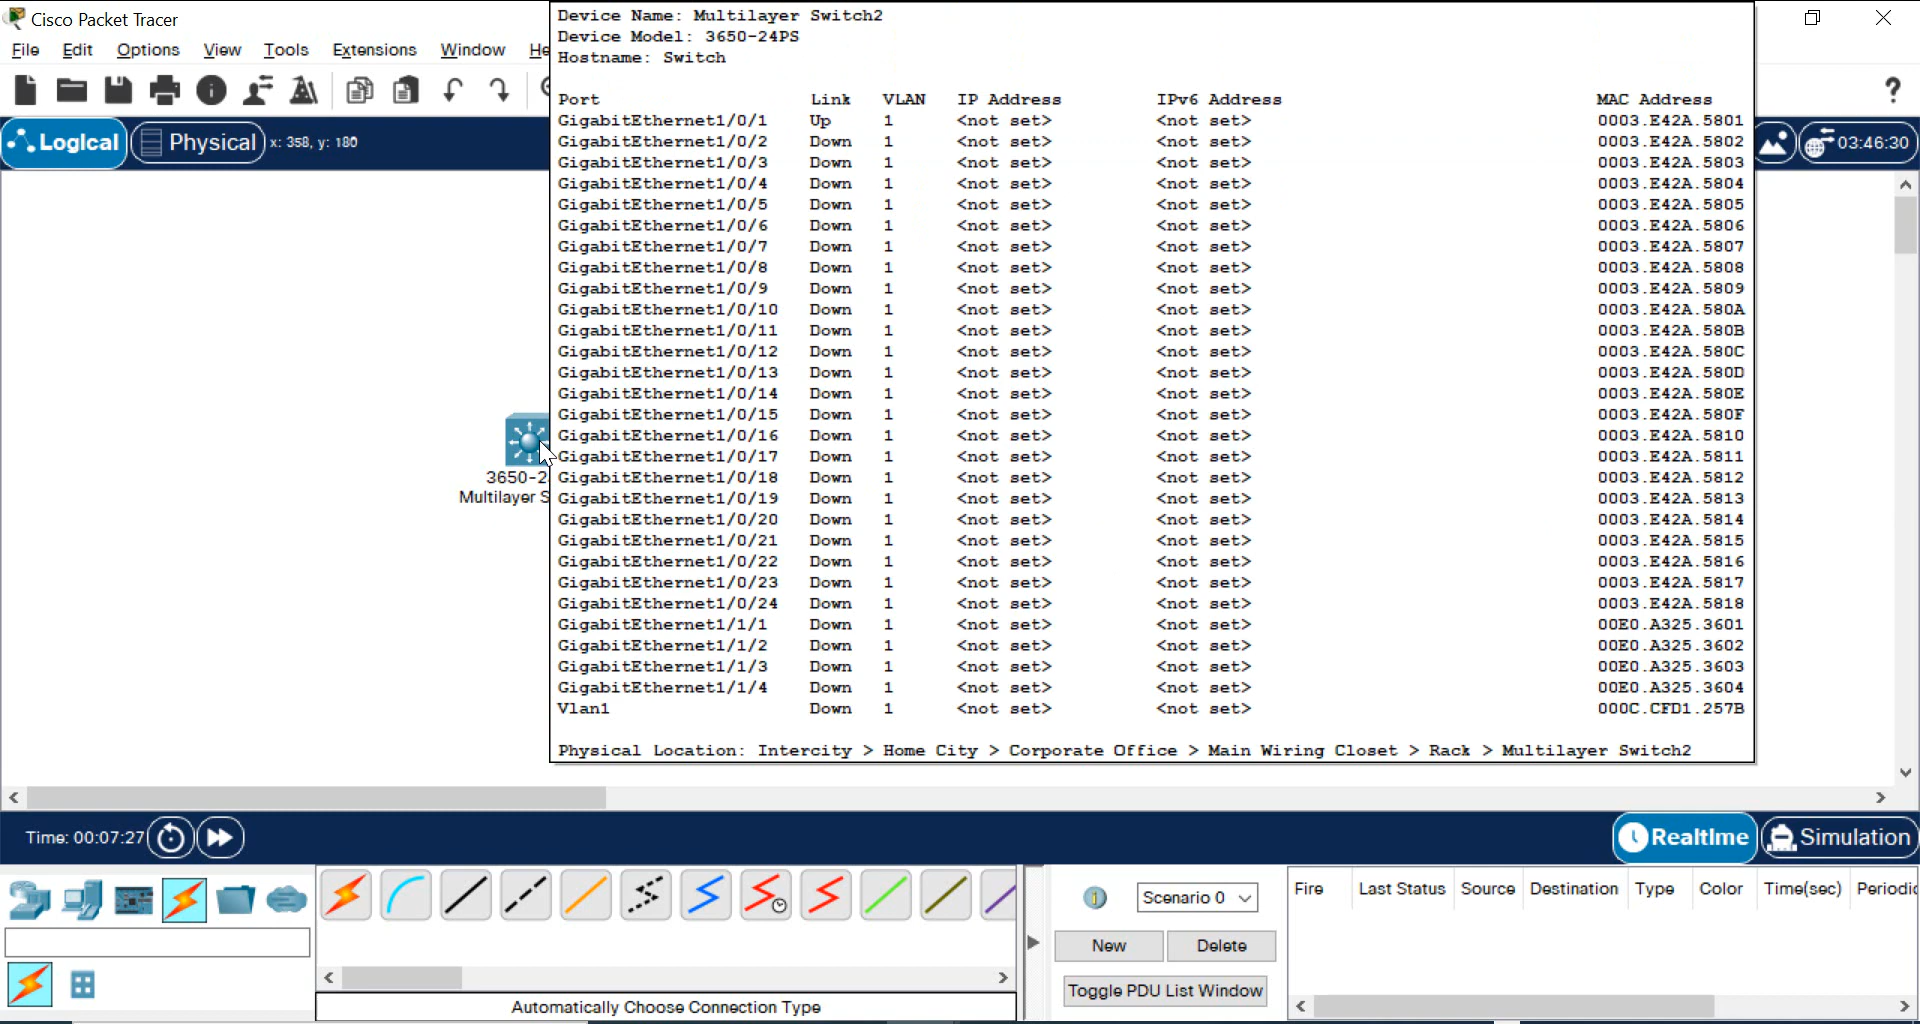 Cisco Packet Tracer
File Edit Options View Tools Extensions Window He
Logical Physical x: 358, y: 180
03:46:30
Device Name: Multilayer Switch2
Device Model: 3650-24PS
Hostname: Switch
Port Link VLAN IP Address IPv6 Address MAC Address
GigabitEthernet1/0/1 Up 1 <not set> <not set> 0003.E42A.5801
GigabitEthernet1/0/2 Down 1 <not set> <not set> 0003.E42A.5802
GigabitEthernet1/0/3 Down 1 <not set> <not set> 0003.E42A.5803
GigabitEthernet1/0/4 Down 1 <not set> <not set> 0003.E42A.5804
GigabitEthernet1/0/5 Down 1 <not set> <not set> 0003.E42A.5805
GigabitEthernet1/0/6 Down 1 <not set> <not set> 0003.E42A.5806
GigabitEthernet1/0/7 Down 1 <not set> <not set> 0003.E42A.5807
GigabitEthernet1/0/8 Down 1 <not set> <not set> 0003.E42A.5808
GigabitEthernet1/0/9 Down 1 <not set> <not set> 0003.E42A.5809
GigabitEthernet1/0/10 Down 1 <not set> <not set> 0003.E42A.580A
GigabitEthernet1/0/11 Down 1 <not set> <not set> 0003.E42A.580B
GigabitEthernet1/0/12 Down 1 <not set> <not set> 0003.E42A.580C
GigabitEthernet1/0/13 Down 1 <not set> <not set> 0003.E42A.580D
GigabitEthernet1/0/14 Down 1 <not set> <not set> 0003.E42A.580E
GigabitEthernet1/0/15 Down 1 <not set> <not set> 0003.E42A.580F
GigabitEthernet1/0/16 Down 1 <not set> <not set> 0003.E42A.5810
GigabitEthernet1/0/17 Down 1 <not set> <not set> 0003.E42A.5811
GigabitEthernet1/0/18 Down 1 <not set> <not set> 0003.E42A.5812
GigabitEthernet1/0/19 Down 1 <not set> <not set> 0003.E42A.5813
GigabitEthernet1/0/20 Down 1 <not set> <not set> 0003.E42A.5814
GigabitEthernet1/0/21 Down 1 <not set> <not set> 0003.E42A.5815
GigabitEthernet1/0/22 Down 1 <not set> <not set> 0003.E42A.5816
GigabitEthernet1/0/23 Down 1 <not set> <not set> 0003.E42A.5817
GigabitEthernet1/0/24 Down 1 <not set> <not set> 0003.E42A.5818
GigabitEthernet1/1/1 Down 1 <not set> <not set> 00E0.A325.3601
GigabitEthernet1/1/2 Down 1 <not set> <not set> 00E0.A325.3602
GigabitEthernet1/1/3 Down 1 <not set> <not set> 00E0.A325.3603
GigabitEthernet1/1/4 Down 1 <not set> <not set> 00E0.A325.3604
Vlan1 Down 1 <not set> <not set> 000C.CFD1.257B
Physical Location: Intercity > Home City > Corporate Office > Main Wiring Closet > Rack > Multilayer Switch2
3650-2
Multilayer S
Time: 00:07:27
Realtime Simulation
Scenario 0
New Delete
Toggle PDU List Window
Fire Last Status Source Destination Type Color Time(sec) Periodic
Automatically Choose Connection Type